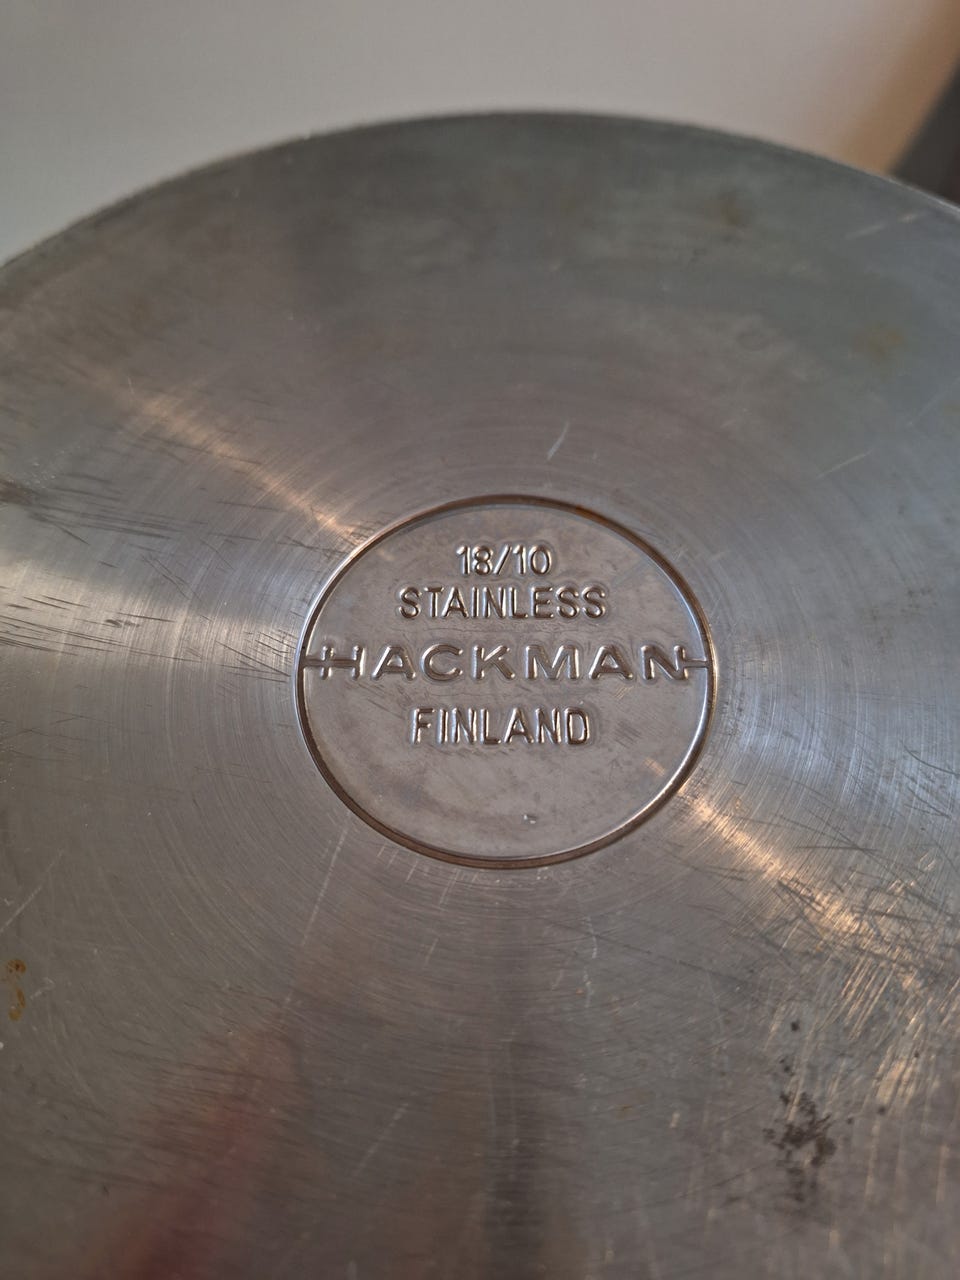 18/10
STAINLESS
HACKMAN
FINLAND